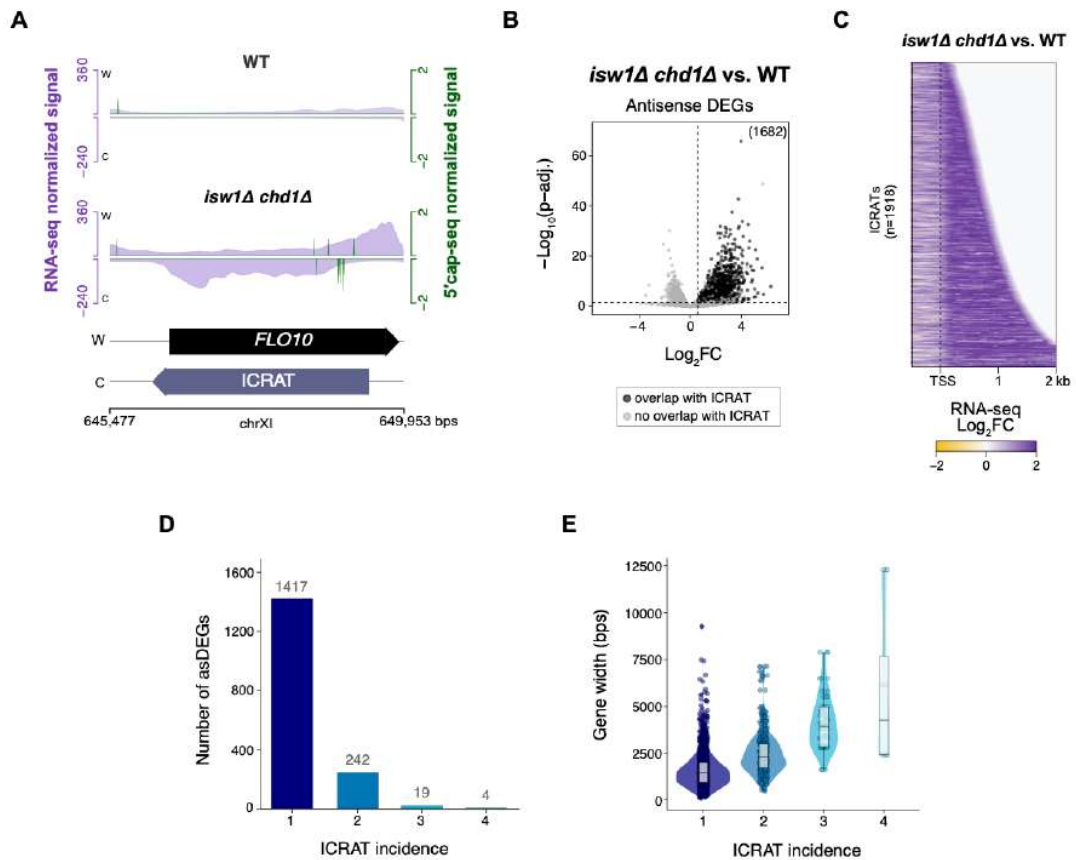 A
WT
360
W
RNA-seq normalized signal
C
-240
2
5'cap-seq normalized signal
-2
isw1Δ chd1Δ
360
W
C
-240
2
-2
W
FLO10
C
ICRAT
645,477
chrXI
649,953 bps
B
isw1Δ chd1Δ vs. WT
Antisense DEGs
(1682)
−Log10(p−adj.)
60
40
20
0
−4
0
4
Log2FC
overlap with ICRAT
no overlap with ICRAT
C
isw1Δ chd1Δ vs. WT
ICRATs
(n=1918)
TSS
1
2 kb
RNA-seq
Log2FC
−2
0
2
D
Number of asDEGs
1600
1200
800
400
0
1417
242
19
4
1
2
3
4
ICRAT incidence
E
Gene width (bps)
12500
10000
7500
5000
2500
0
1
2
3
4
ICRAT incidence